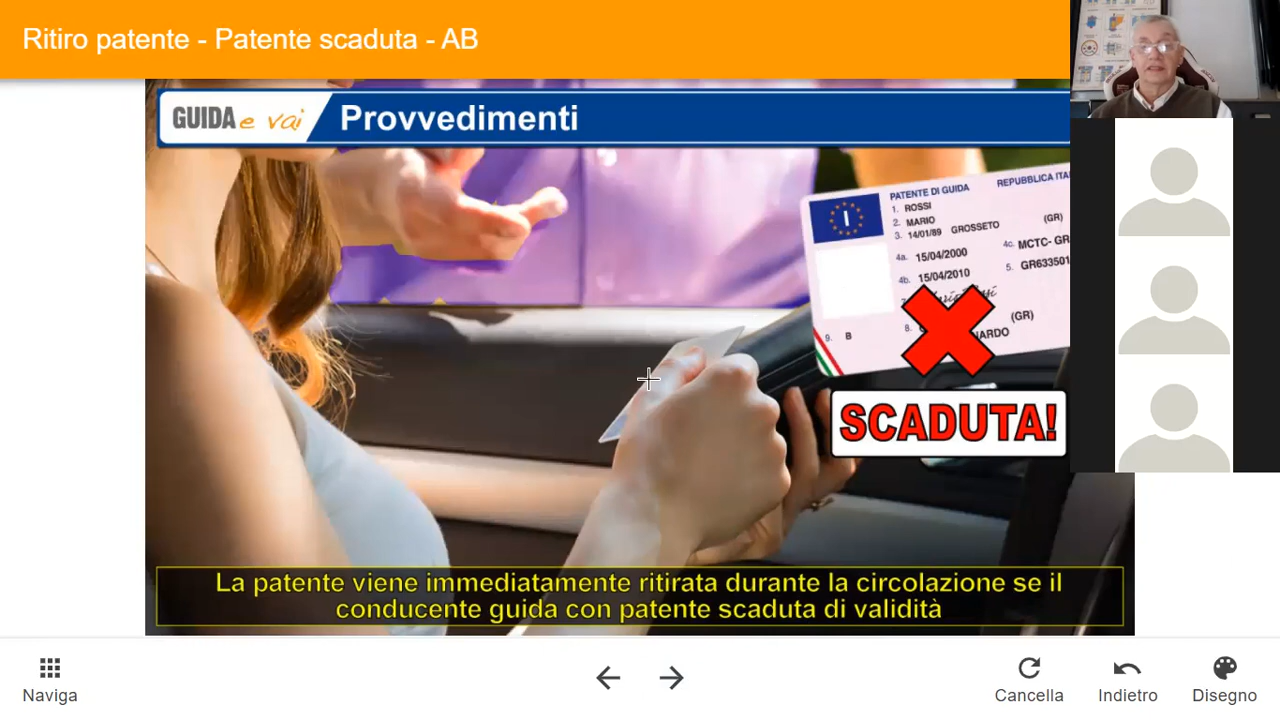 Ritiro patente - Patente scaduta - AB
GUIDA e vai
Provvedimenti
PATENTE DI GUIDA REPUBBLICA ITA
1. ROSSI
2. MARIO
3. 14/01/89 GROSSETO (GR)
4a. 15/04/2000 4c. MCTC- GR
4b. 15/04/2010 5. GR633501
8. (GR)
9. B
SCADUTA!
La patente viene immediatamente ritirata durante la circolazione se il
conducente guida con patente scaduta di validità
Naviga
Cancella
Indietro
Disegno